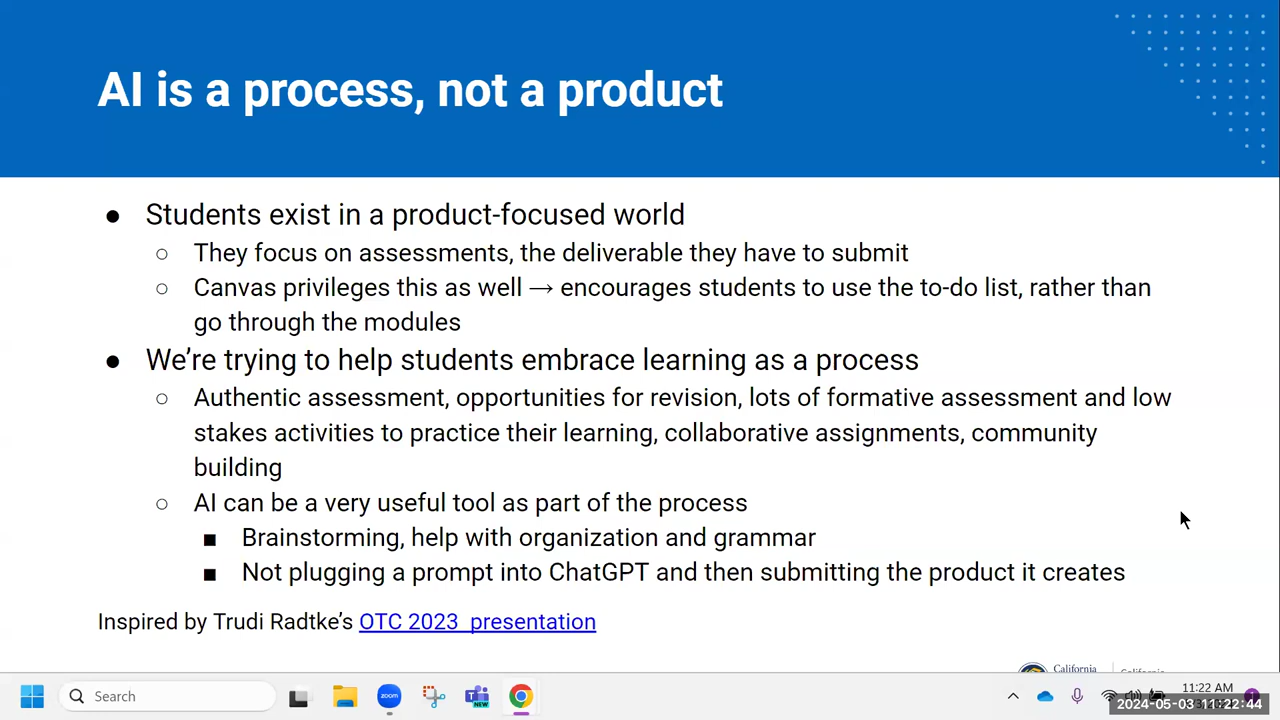 AI is a process, not a product
● Students exist in a product-focused world
○ They focus on assessments, the deliverable they have to submit
○ Canvas privileges this as well → encourages students to use the to-do list, rather than
go through the modules
● We're trying to help students embrace learning as a process
○ Authentic assessment, opportunities for revision, lots of formative assessment and low
stakes activities to practice their learning, collaborative assignments, community
building
○ AI can be a very useful tool as part of the process
■ Brainstorming, help with organization and grammar
■ Not plugging a prompt into ChatGPT and then submitting the product it creates
Inspired by Trudi Radtke's OTC 2023  presentation
California
Search
zoom
NEW
11:22 AM
2024-05-03 11:22:44